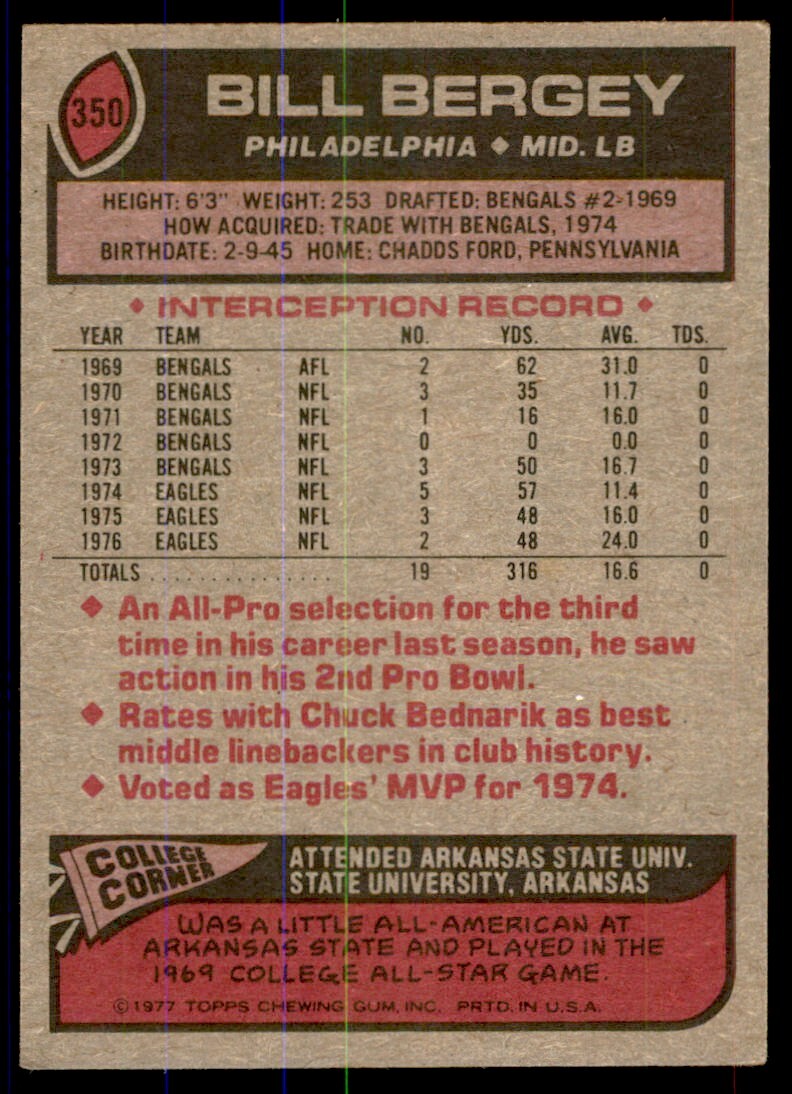 350
BILL BERGEY
PHILADELPHIA ◆ MID. LB
HEIGHT: 6'3" WEIGHT: 253 DRAFTED: BENGALS #2-1969
HOW ACQUIRED: TRADE WITH BENGALS, 1974
BIRTHDATE: 2-9-45 HOME: CHADDS FORD, PENNSYLVANIA
◆ INTERCEPTION RECORD ◆
YEAR TEAM NO. YDS. AVG. TDS.
1969 BENGALS AFL 2 62 31.0 0
1970 BENGALS NFL 3 35 11.7 0
1971 BENGALS NFL 1 16 16.0 0
1972 BENGALS NFL 0 0 0.0 0
1973 BENGALS NFL 3 50 16.7 0
1974 EAGLES NFL 5 57 11.4 0
1975 EAGLES NFL 3 48 16.0 0
1976 EAGLES NFL 2 48 24.0 0
TOTALS ............... 19 316 16.6 0
◆ An All-Pro selection for the third
time in his career last season, he saw
action in his 2nd Pro Bowl.
◆ Rates with Chuck Bednarik as best
middle linebackers in club history.
◆ Voted as Eagles' MVP for 1974.
COLLEGE
CORNER
ATTENDED ARKANSAS STATE UNIV.
STATE UNIVERSITY, ARKANSAS
WAS A LITTLE ALL-AMERICAN AT
ARKANSAS STATE AND PLAYED IN THE
1969 COLLEGE ALL-STAR GAME.
©1977 TOPPS CHEWING GUM, INC. PRTD. IN U.S.A.